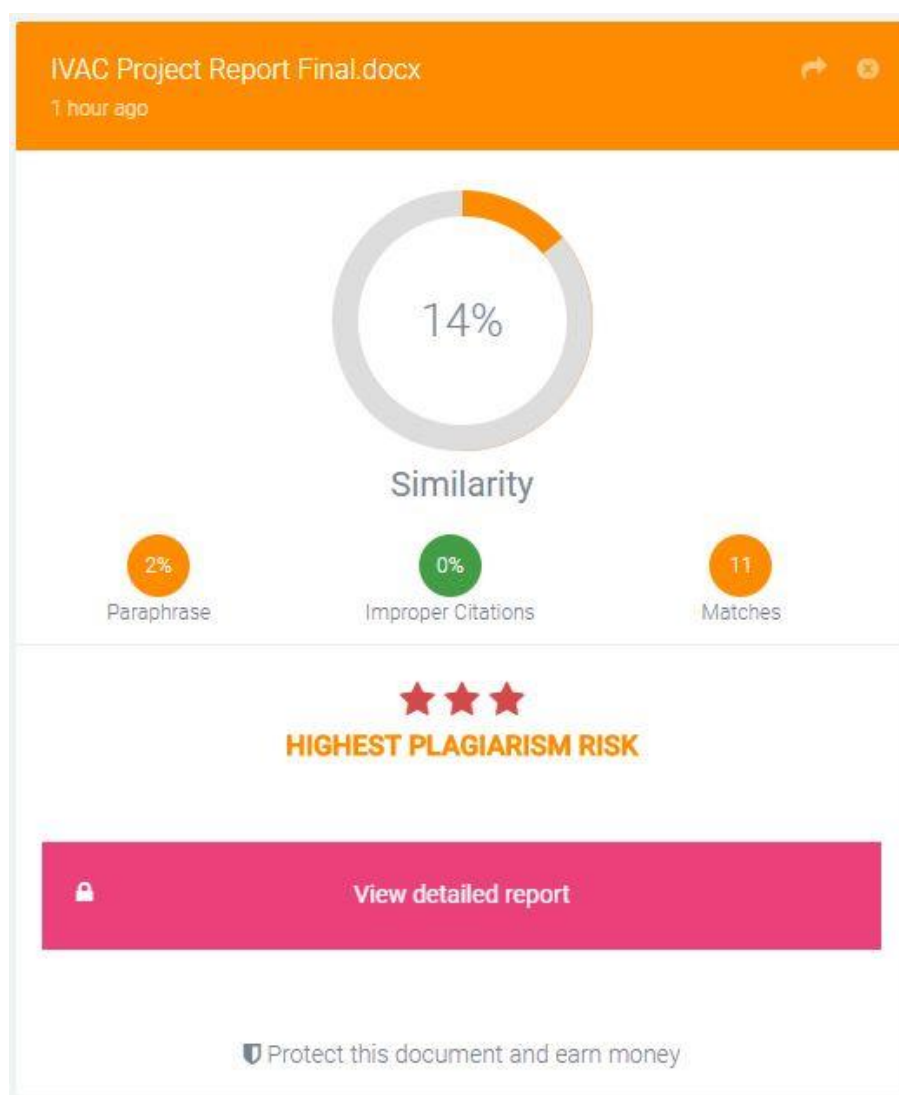 IVAC Project Report Final.docx
1 hour ago
14%
Similarity
2%
Paraphrase
0%
Improper Citations
11
Matches
HIGHEST PLAGIARISM RISK
View detailed report
Protect this document and earn money